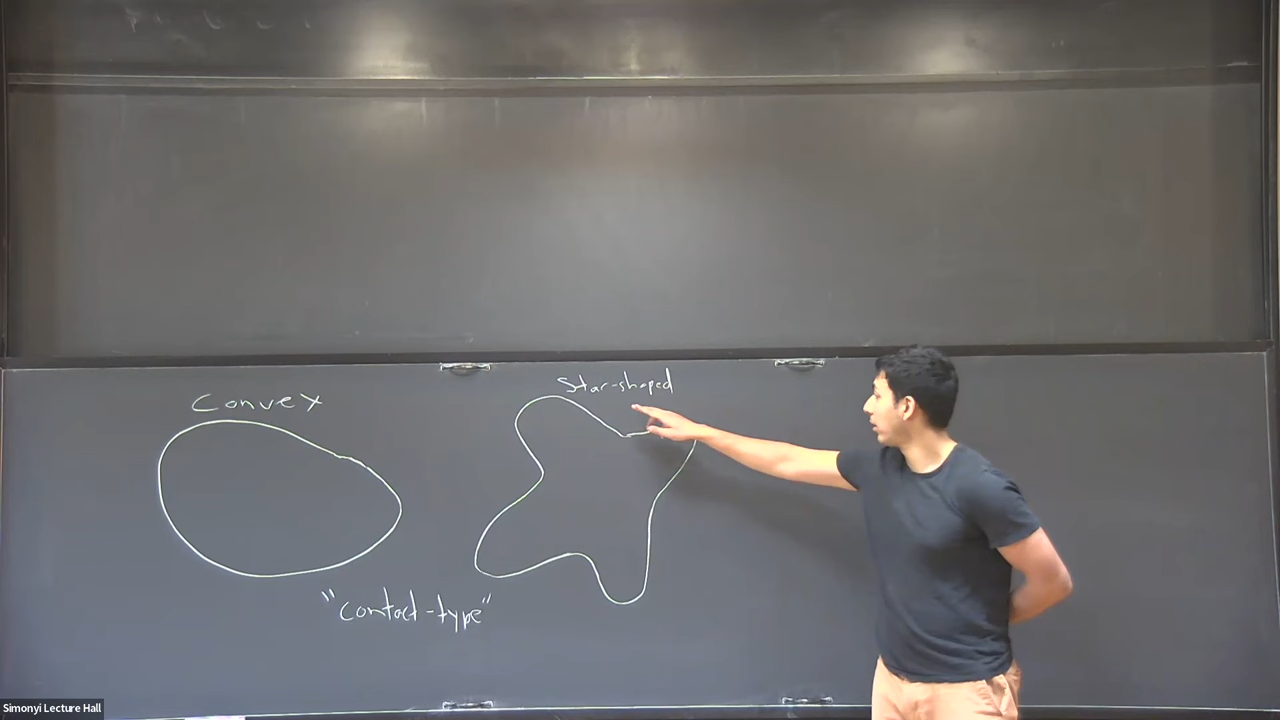 Star-shaped
Convex
"contact-type"
Simonyi Lecture Hall